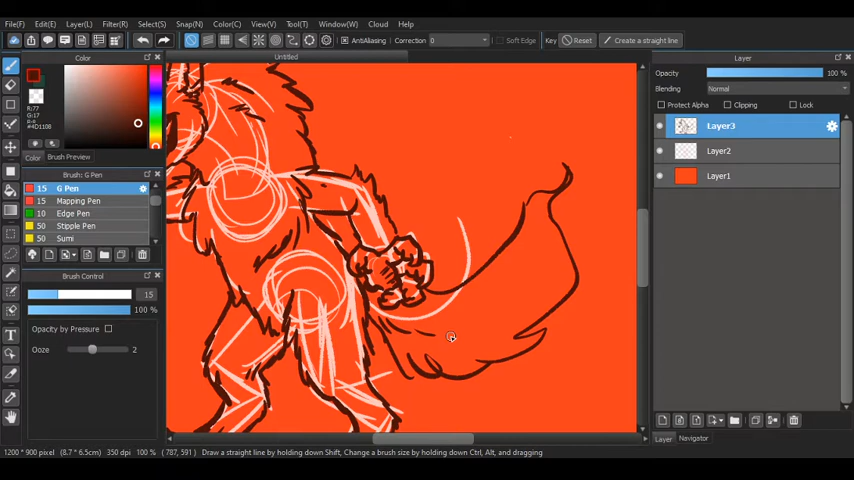 File(F) Edit(E) Layer(L) Filter(R) Select(S) Snap(N) Color(C) View(V) Tool(T) Window(W) Cloud Help
AntiAliasing Correction 0 Soft Edge Key Reset Create a straight line
Color
Untitled
Layer
R:77
G:17
B:8
#4D1108
Color Brush Preview
Brush: G Pen
15 G Pen
15 Mapping Pen
10 Edge Pen
50 Stipple Pen
50 Sumi
Brush Control
15
100 %
Opacity by Pressure
Ooze 2
Opacity 100 %
Blending Normal
Protect Alpha Clipping Lock
Layer3
Layer2
Layer1
Layer Navigator
1200 * 900 pixel (8.7 * 6.5cm) 350 dpi 100 % ( 787, 591 ) Draw a straight line by holding down Shift, Change a brush size by holding down Ctrl, Alt, and dragging